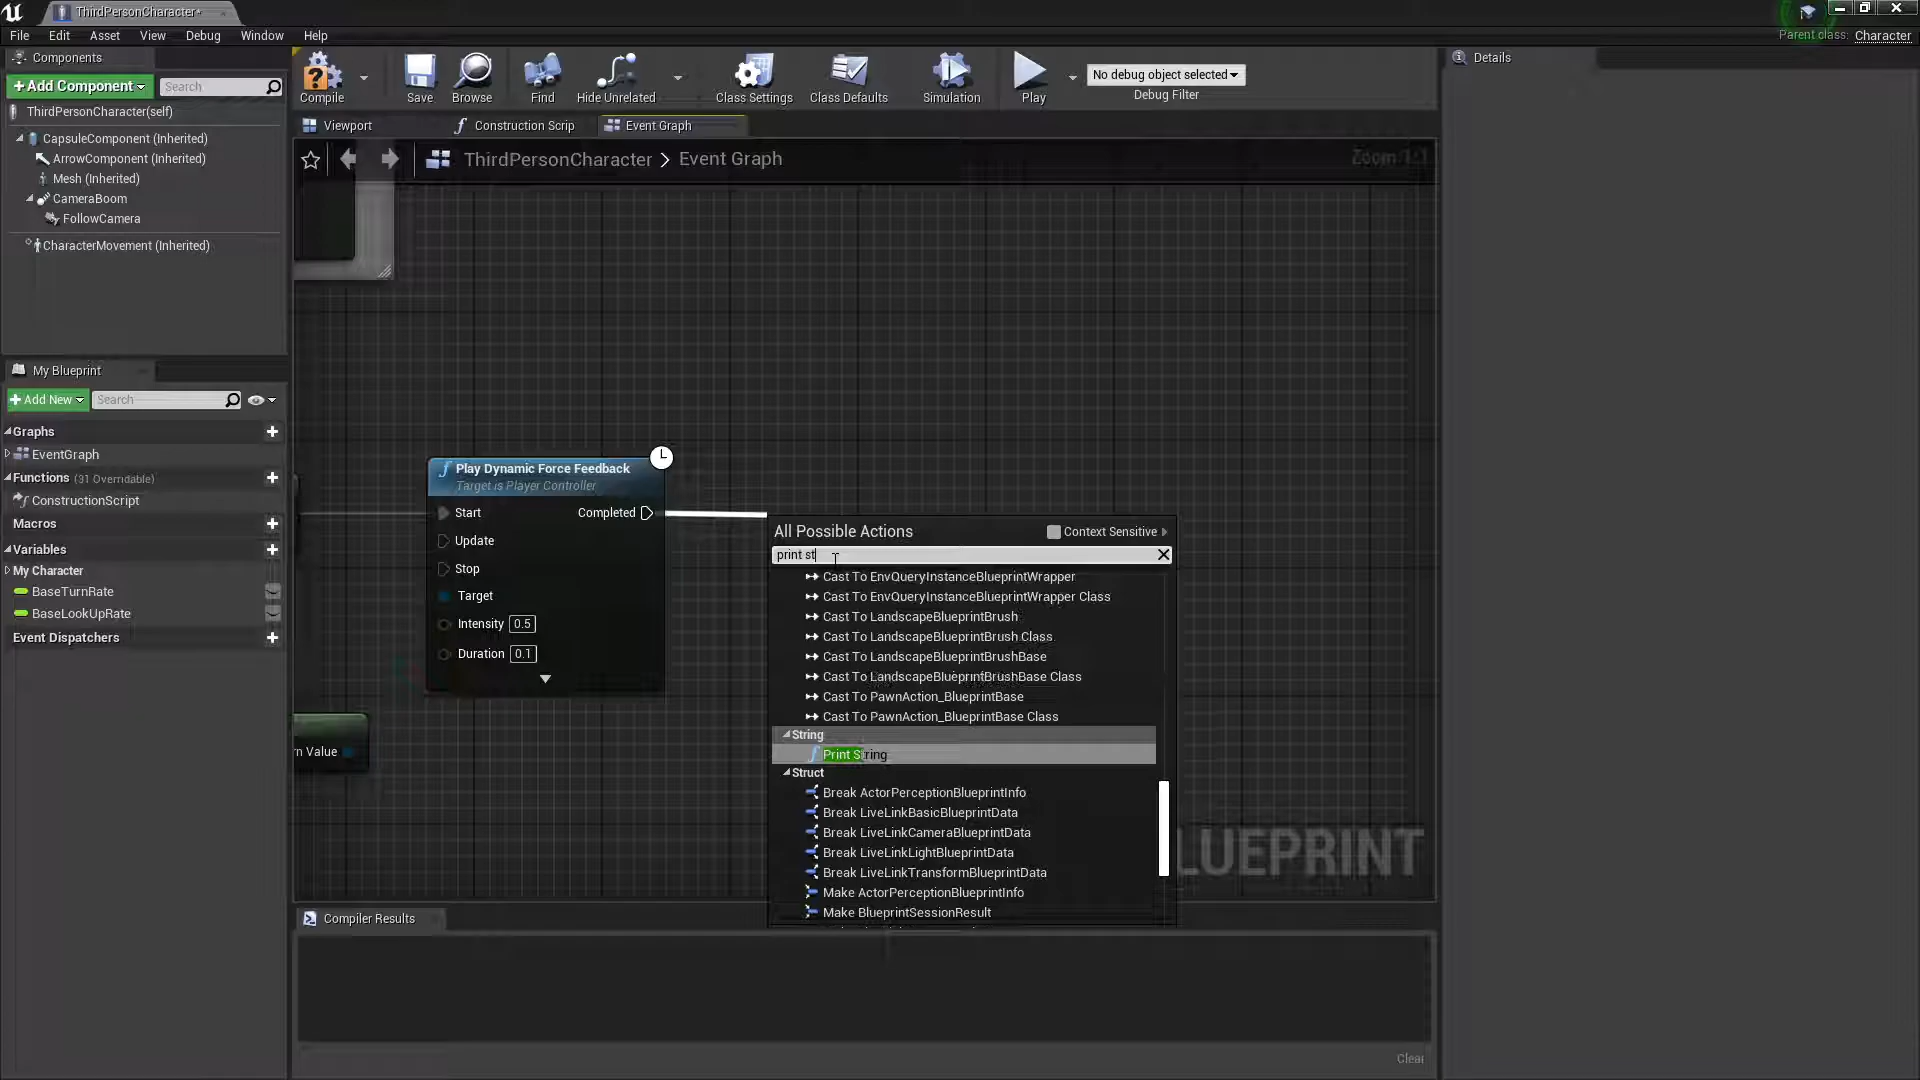 ThirdPersonCharacter*
File Edit Asset View Debug Window Help
Parent class: Character
Components
+Add Component
Search
ThirdPersonCharacter(self)
CapsuleComponent (Inherited)
ArrowComponent (Inherited)
Mesh (Inherited)
CameraBoom
FollowCamera
CharacterMovement (Inherited)
My Blueprint
+Add New
Search
Graphs
EventGraph
Functions (31 Overridable)
ConstructionScript
Macros
Variables
My Character
BaseTurnRate
BaseLookUpRate
Event Dispatchers
Compile
Save
Browse
Find
Hide Unrelated
Class Settings
Class Defaults
Simulation
Play
No debug object selected
Debug Filter
Viewport
Construction Scrip
Event Graph
ThirdPersonCharacter > Event Graph
Zoom 1:1
Play Dynamic Force Feedback
Target is Player Controller
Start
Completed
Update
Stop
Target
Intensity 0.5
Duration 0.1
n Value
All Possible Actions
Context Sensitive
print st
Cast To EnvQueryInstanceBlueprintWrapper
Cast To EnvQueryInstanceBlueprintWrapper Class
Cast To LandscapeBlueprintBrush
Cast To LandscapeBlueprintBrush Class
Cast To LandscapeBlueprintBrushBase
Cast To LandscapeBlueprintBrushBase Class
Cast To PawnAction_BlueprintBase
Cast To PawnAction_BlueprintBase Class
String
Print String
Struct
Break ActorPerceptionBlueprintInfo
Break LiveLinkBasicBlueprintData
Break LiveLinkCameraBlueprintData
Break LiveLinkLightBlueprintData
Break LiveLinkTransformBlueprintData
Make ActorPerceptionBlueprintInfo
Make BlueprintSessionResult
LUEPRINT
Compiler Results
Clear
Details